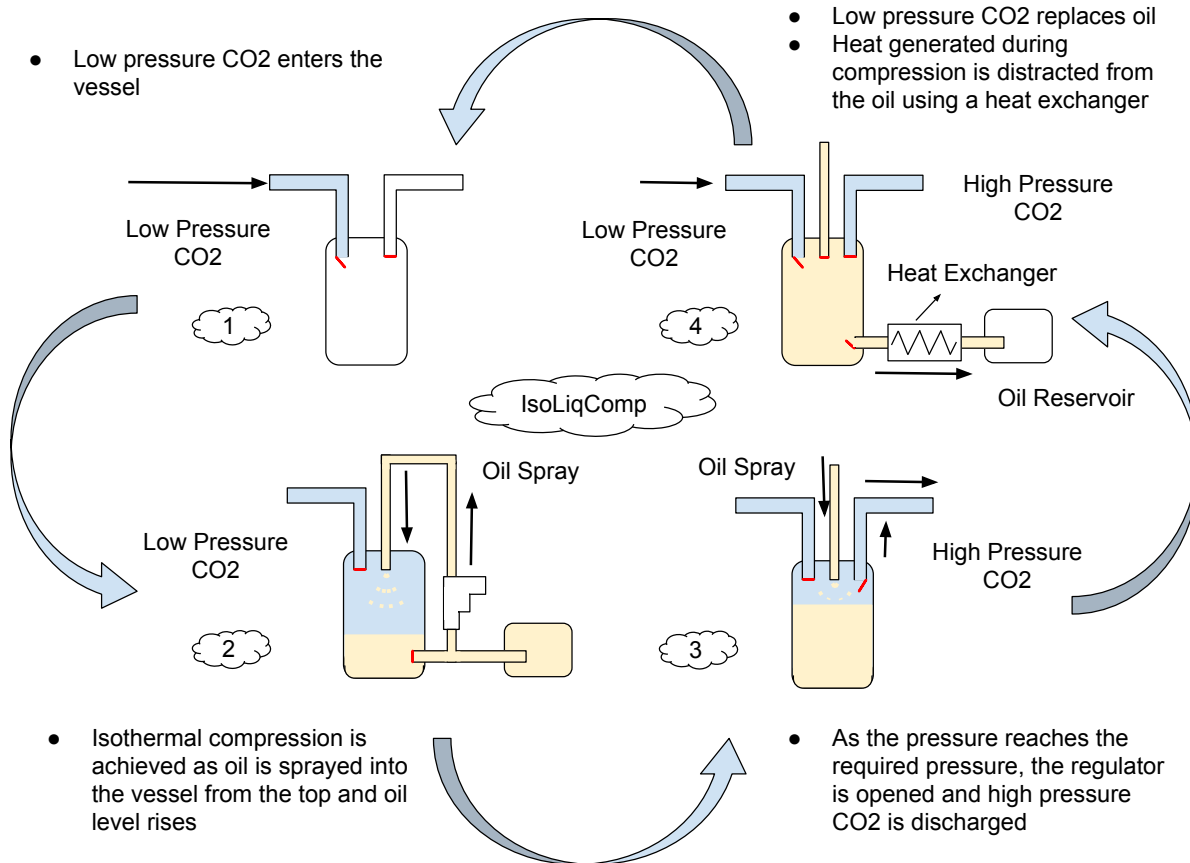 ● Low pressure CO2 enters the
vessel
● Low pressure CO2 replaces oil
● Heat generated during
compression is distracted from
the oil using a heat exchanger
Low Pressure
CO2
1
Low Pressure
CO2
High Pressure
CO2
Heat Exchanger
4
Oil Reservoir
IsoLiqComp
Oil Spray
Low Pressure
CO2
2
Oil Spray
High Pressure
CO2
3
● Isothermal compression is
achieved as oil is sprayed into
the vessel from the top and oil
level rises
● As the pressure reaches the
required pressure, the regulator
is opened and high pressure
CO2 is discharged